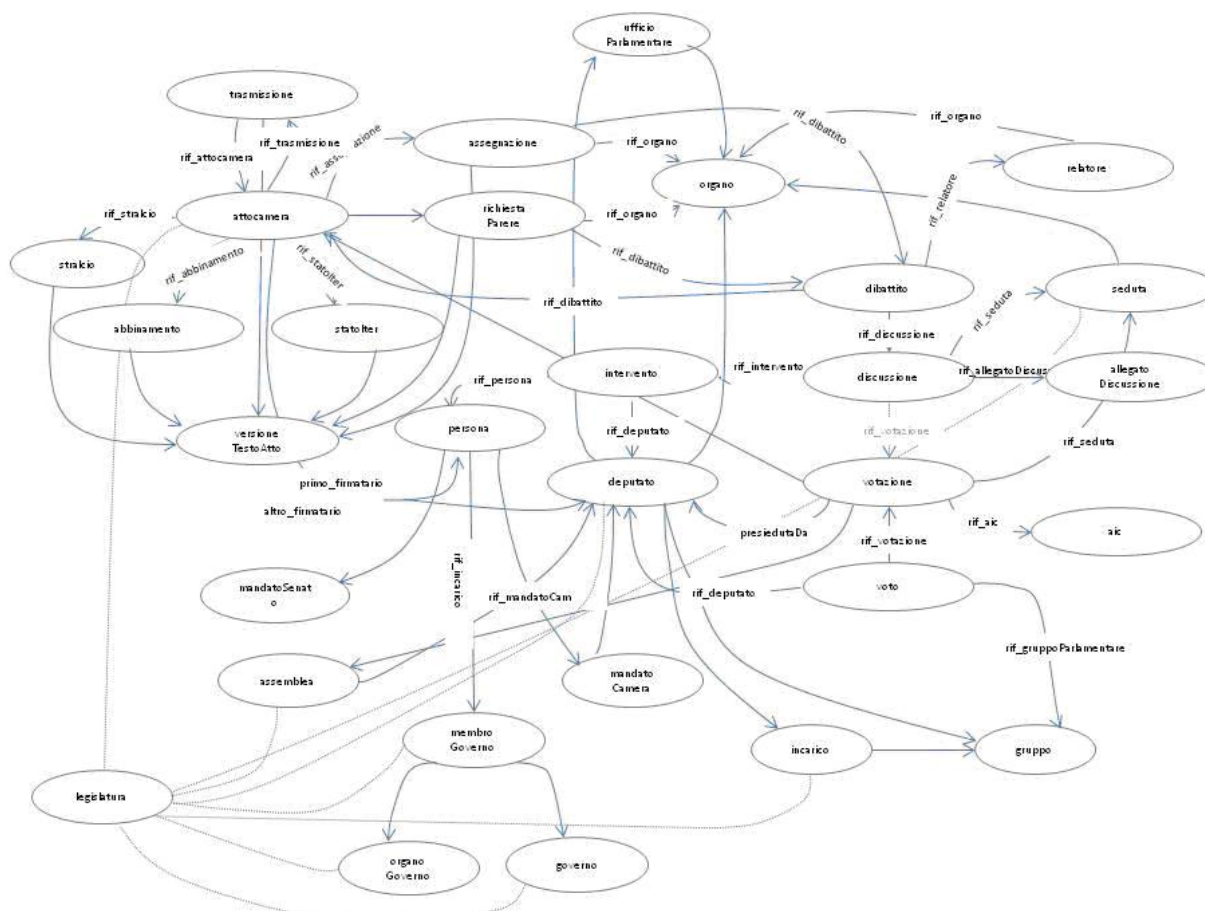 ufficio
Parlamentare
trasmissione
rif_attocamera
rif_trasmissione
assegnazione
rif_organo
rif_dibattito
rif_organo
relatore
organo
attocamera
richiesta
Parere
rif_organo
rif_relatore
rif_stralcio
stralcio
rif_abbinamento
rif_statoIter
rif_dibattito
rif_dibattito
dibattito
rif_seduta
seduta
abbinamento
statoIter
rif_discussione
intervento
rif_intervento
discussione
rif_allegatoDiscus
allegato
Discussione
rif_persona
persona
rif_deputato
rif_votazione
rif_seduta
versione
TestoAtto
primo_firmatario
altro_firmatario
deputato
votazione
presiedutaDa
rif_aic
aic
rif_votazione
mandatoSenat
o
rif_incarico
rif_mandatoCam
rif_deputato
voto
rif_gruppoParlamentare
assemblea
mandato
Camera
membro
Governo
incarico
gruppo
legislatura
organo
Governo
governo